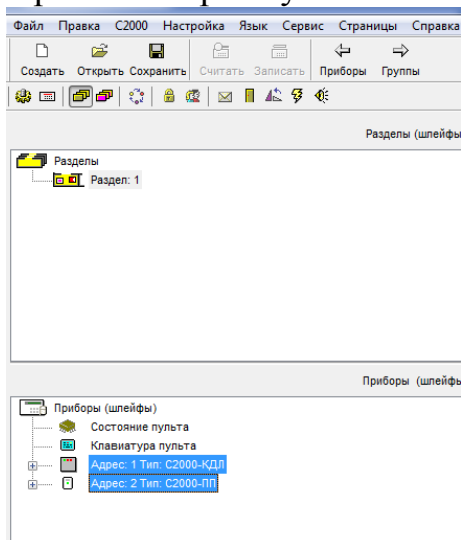 Файл Правка С2000 Настройка Язык Сервис Страницы Справка
Создать Открыть Сохранить Считать Записать Приборы Группы
Разделы (шлейфы
Разделы
Раздел: 1
Приборы (шлейфы
Приборы (шлейфы)
Состояние пульта
Клавиатура пульта
Адрес: 1 Тип: С2000-КДЛ
Адрес: 2 Тип: С2000-ПП